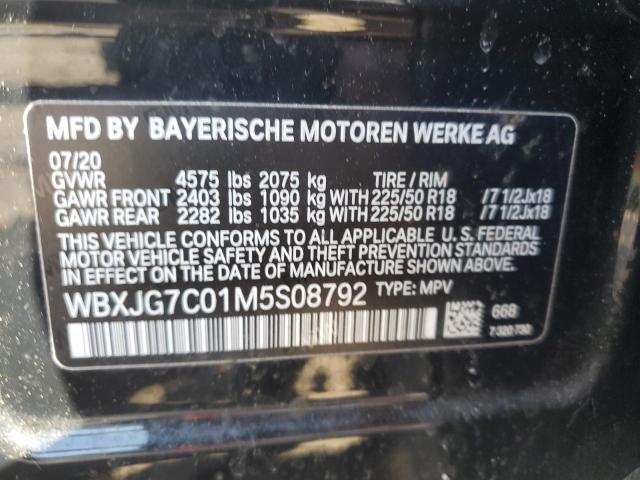 MFD BY BAYERISCHE MOTOREN WERKE AG
07/20
GVWR 4575 lbs 2075 kg TIRE / RIM
GAWR FRONT 2403 lbs 1090 kg WITH 225/50 R18 /7 1/2Jx18
GAWR REAR 2282 lbs 1035 kg WITH 225/50 R18 /7 1/2Jx18
THIS VEHICLE CONFORMS TO ALL APPLICABLE U. S. FEDERAL
MOTOR VEHICLE SAFETY AND THEFT PREVENTION STANDARDS
IN EFFECT ON THE DATE OF MANUFACTURE SHOWN ABOVE.
WBXJG7C01M5S08792 TYPE: MPV
668
7 320 730